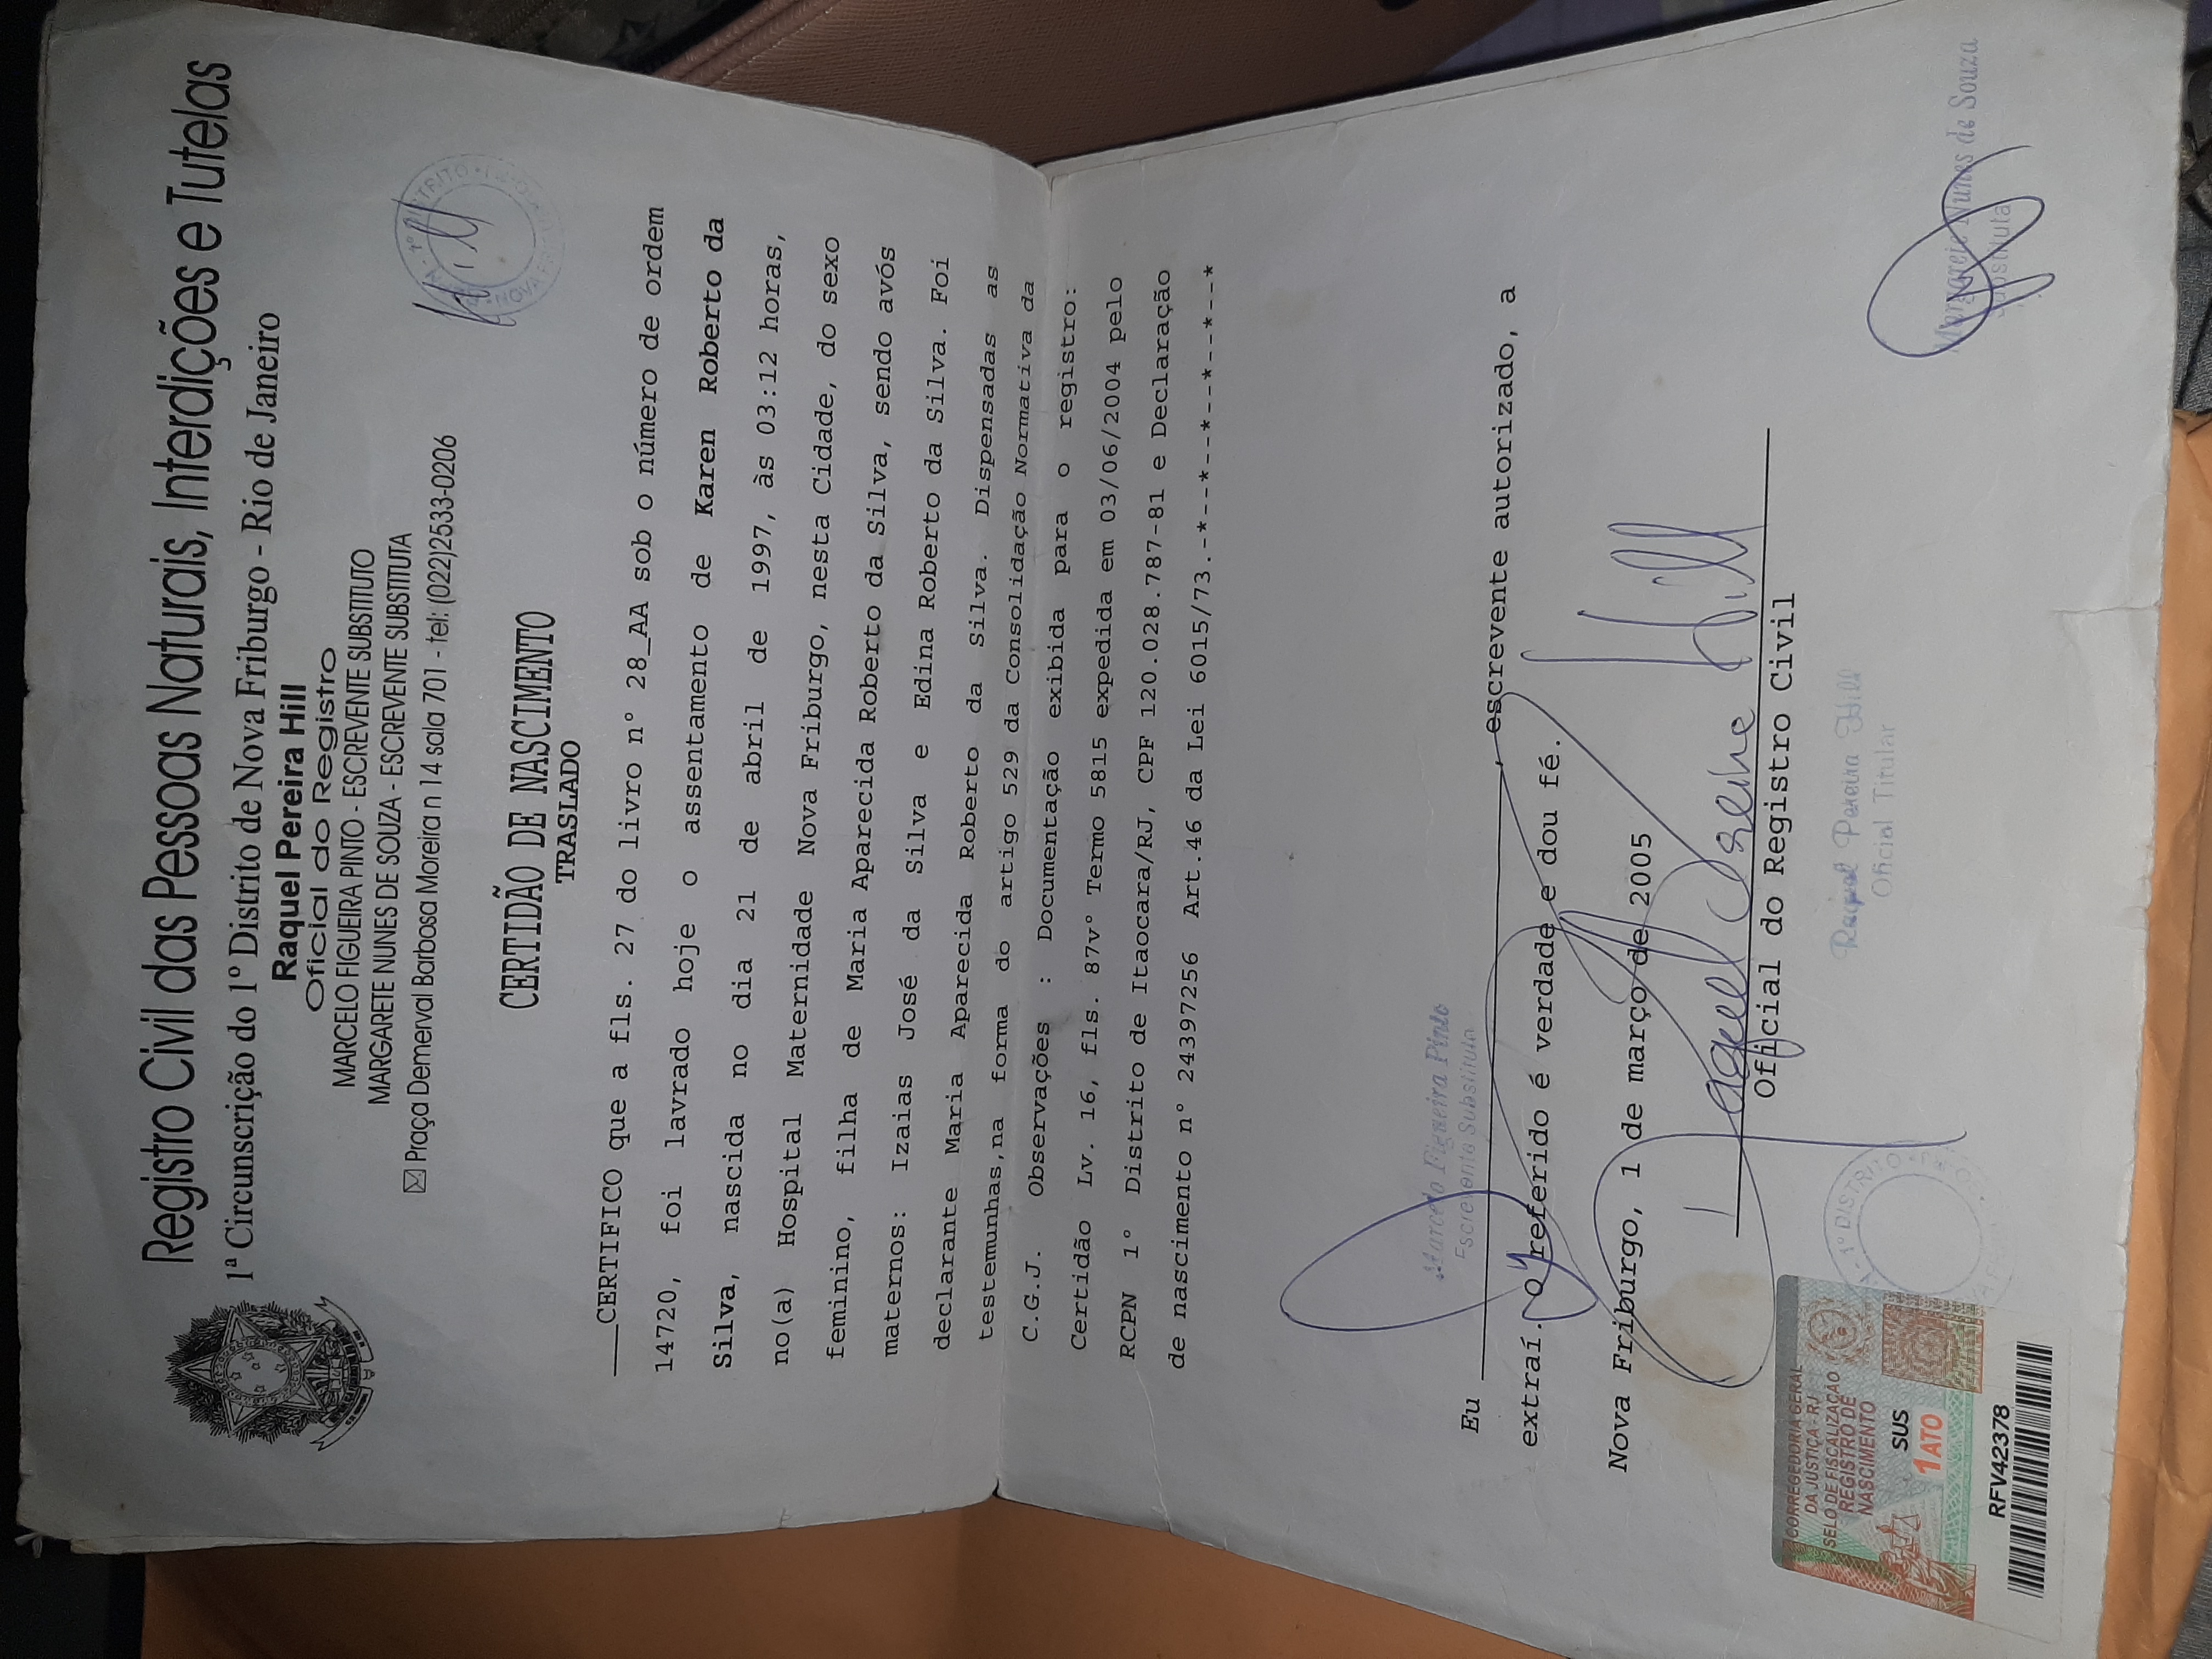 Registro Civil das Pessoas Naturais, Interdições e Tutelas
1ª Circunscrição do 1º Distrito de Nova Friburgo - Rio de Janeiro
Raquel Pereira Hill
Oficial do Registro
MARCELO FIGUEIRA PINTO - ESCREVENTE SUBSTITUTO
MARGARETE NUNES DE SOUZA - ESCREVENTE SUBSTITUTA
Praça Demerval Barbosa Moreira n 14 sala 701 - tel: (022)2533-0206
Hill
CERTIDÃO DE NASCIMENTO
TRASLADO
___CERTIFICO que a fls. 27 do livro nº 28_AA sob o número de ordem
14720, foi lavrado hoje o assentamento de Karen Roberto da
Silva, nascida no dia 21 de abril de 1997, às 03:12 horas,
no(a) Hospital Maternidade Nova Friburgo, nesta Cidade, do sexo
feminino, filha de Maria Aparecida Roberto da Silva, sendo avós
maternos: Izaias José da Silva e Edina Roberto da Silva. Foi
declarante Maria Aparecida Roberto da Silva. Dispensadas as
testemunhas,na forma do artigo 529 da Consolidação Normativa da
C.G.J. Observações : Documentação exibida para o registro:
Certidão Lv. 16, fls. 87vº Termo 5815 expedida em 03/06/2004 pelo
RCPN 1º Distrito de Itaocara/RJ, CPF 120.028.787-81 e Declaração
de nascimento nº 24397256 Art.46 da Lei 6015/73.-*--*--*--*--*--*
Marcelo Figueira Pinto
Escrevente Substituto
Eu ____________________, escrevente autorizado, a
extraí. O referido é verdade e dou fé.
Nova Friburgo, 1 de março de 2005
Raquel Pereira Hill
Oficial do Registro Civil
Raquel Pereira Hill
Oficial Titular
CORREGEDORIA GERAL
DA JUSTIÇA - RJ
SELO DE FISCALIZAÇÃO
REGISTRO DE
NASCIMENTO
SUS
1 ATO
RFV42378
1º DISTRITO
Margarete Nunes de Souza
Substituta